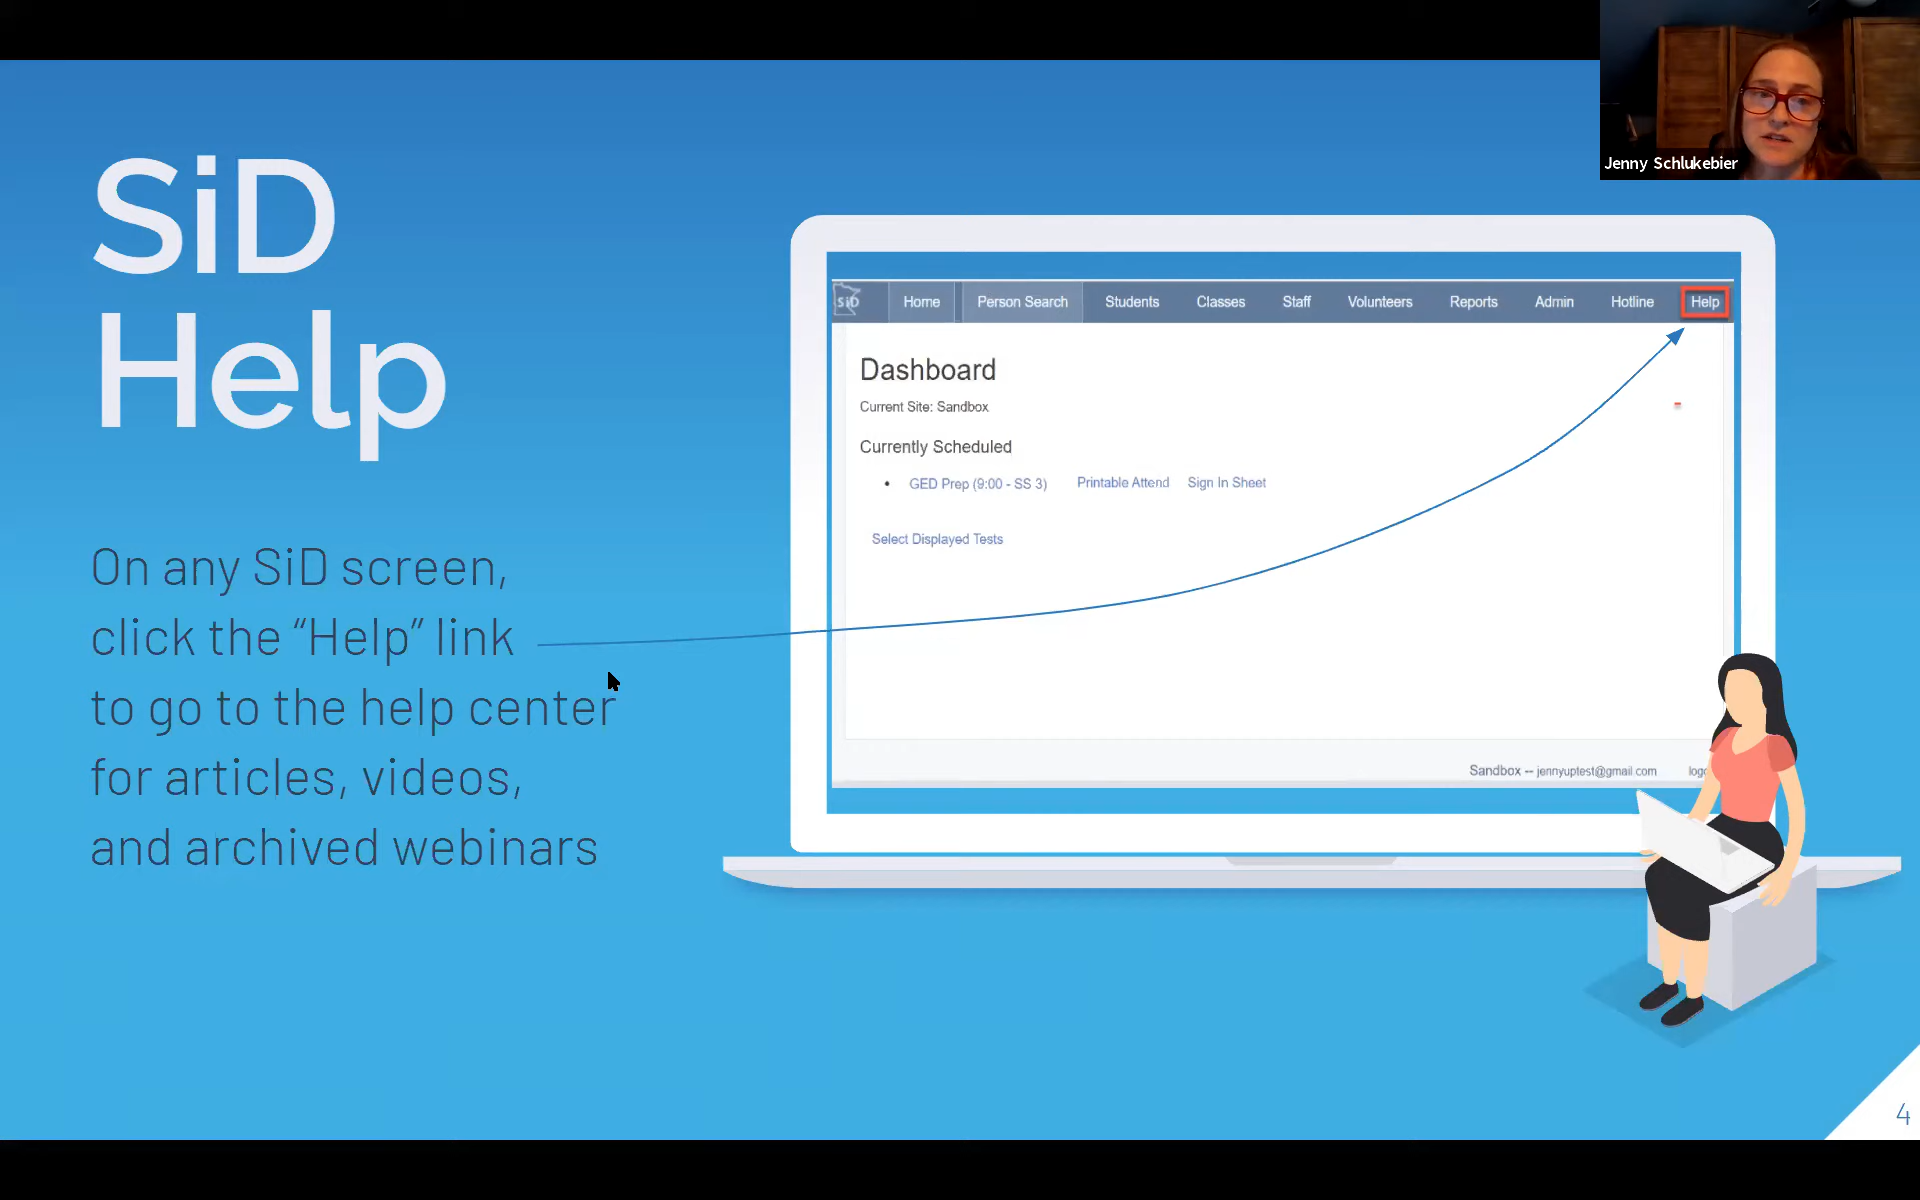 Jenny Schlukebier
SiD
Help
On any SiD screen,
click the “Help” link
to go to the help center
for articles, videos,
and archived webinars
SiD Home Person Search Students Classes Staff Volunteers Reports Admin Hotline Help
Dashboard
Current Site: Sandbox
Currently Scheduled
• GED Prep (9:00 - SS 3) Printable Attend Sign In Sheet
Select Displayed Tests
Sandbox -- jennyuptest@gmail.com
4